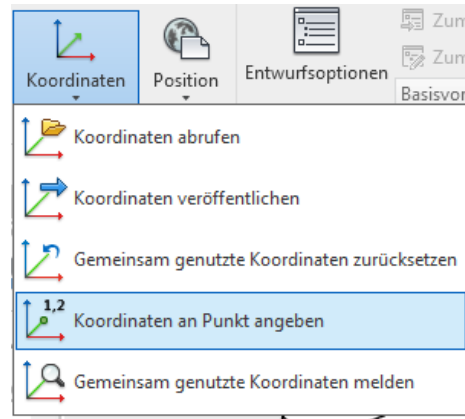 Koordinaten
Position
Entwurfsoptionen
Koordinaten abrufen
Koordinaten veröffentlichen
Gemeinsam genutzte Koordinaten zurücksetzen
1,2
Koordinaten an Punkt angeben
Gemeinsam genutzte Koordinaten melden